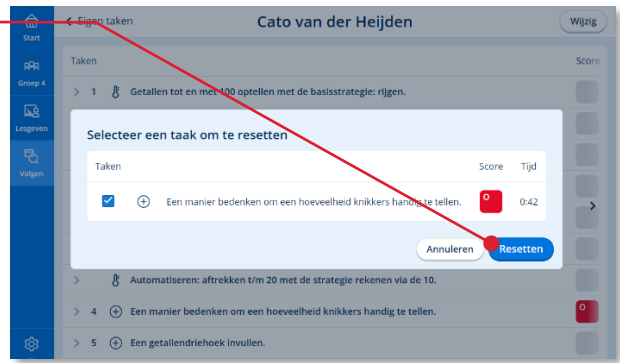 Eigen taken
Cato van der Heijden
Wijzig
Start
Groep 4
Lesgeven
Volgen
Taken
Score
1 Getallen tot en met 100 optellen met de basisstrategie: rijgen.
Selecteer een taak om te resetten
Taken Score Tijd
Een manier bedenken om een hoeveelheid knikkers handig te tellen. O 0:42
Annuleren Resetten
Automatiseren: aftrekken t/m 20 met de strategie rekenen via de 10.
4 Een manier bedenken om een hoeveelheid knikkers handig te tellen. O
5 Een getallendriehoek invullen.